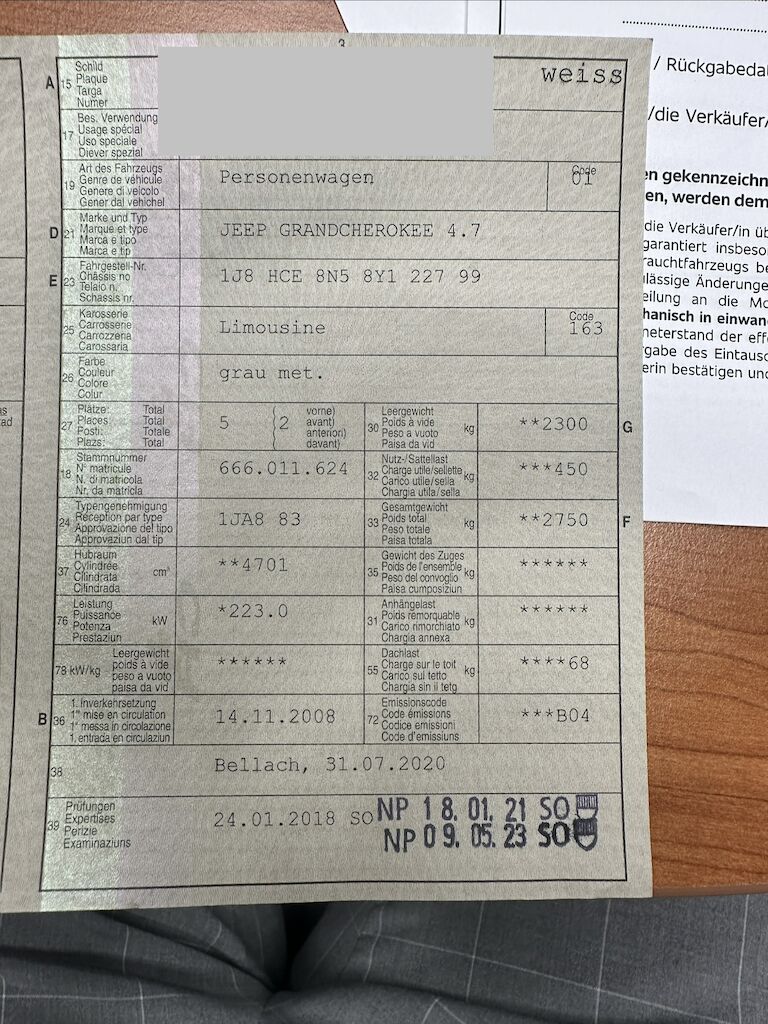 3
A 15 Schild
Plaque
Targa
Numer
weiss
17 Bes. Verwendung
Usage spécial
Uso speciale
Diever spezial
19 Art des Fahrzeugs
Genre de véhicule
Genere di veicolo
Gener dal vehichel
Personenwagen
Code
01
D 21 Marke und Typ
Marque et type
Marca e tipo
Marca e tip
JEEP GRANDCHEROKEE 4.7
E 23 Fahrgestell-Nr.
Châssis no
Telaio n.
Schassis nr.
1J8 HCE 8N5 8Y1 227 99
25 Karosserie
Carrosserie
Carrozzeria
Carossaria
Limousine
Code
163
26 Farbe
Couleur
Colore
Colur
grau met.
27 Plätze: Total
Places: Total
Posti: Totale
Plazs: Total
5 (2 vorne)
avant)
anteriori)
davant)
30 Leergewicht
Poids à vide
Peso a vuoto kg
Paisa da vid
**2300 G
18 Stammnummer
N° matricule
N. di matricola
Nr. da matricla
666.011.624
32 Nutz-/Sattellast
Charge utile/sellette kg
Carico utile/sella
Chargia utila/sella
***450
24 Typengenehmigung
Réception par type
Approvazione del tipo
Approvaziun dal tip
1JA8 83
33 Gesamtgewicht
Poids total kg
Peso totale
Paisa totala
**2750 F
37 Hubraum
Cylindrée cm³
Cilindrata
Cilindrada
**4701
35 Gewicht des Zuges
Poids de l'ensemble kg
Peso del convoglio
Paisa cumposiziun
******
76 Leistung
Puissance kW
Potenza
Prestaziun
*223.0
31 Anhängelast
Poids remorquable kg
Carico rimorchiato
Chargia annexa
******
78 kW/kg Leergewicht
poids à vide
peso a vuoto
paisa da vid
******
55 Dachlast
Charge sur le toit kg
Carico sul tetto
Chargia sin il tetg
****68
B 36 1. Inverkehrsetzung
1re mise en circulation
1a messa in circolazione
1. entrada en circulaziun
14.11.2008
72 Emissionscode
Code émissions
Codice emissioni
Code d'emissiuns
***B04
38
Bellach, 31.07.2020
39 Prüfungen
Expertises
Perizie
Examinaziuns
24.01.2018 SO
NP 18. 01. 21 SO
NP 09. 05. 23 SO
/ Rückgabeda
/die Verkäufer/
en gekennzeichn
en, werden dem
die Verkäufer/in üb
garantiert insbeso
rauchtfahrzeugs be
lässige Änderunge
eilung an die Mo
hanisch in einwan
neterstand der effe
gabe des Eintausc
erin bestätigen und